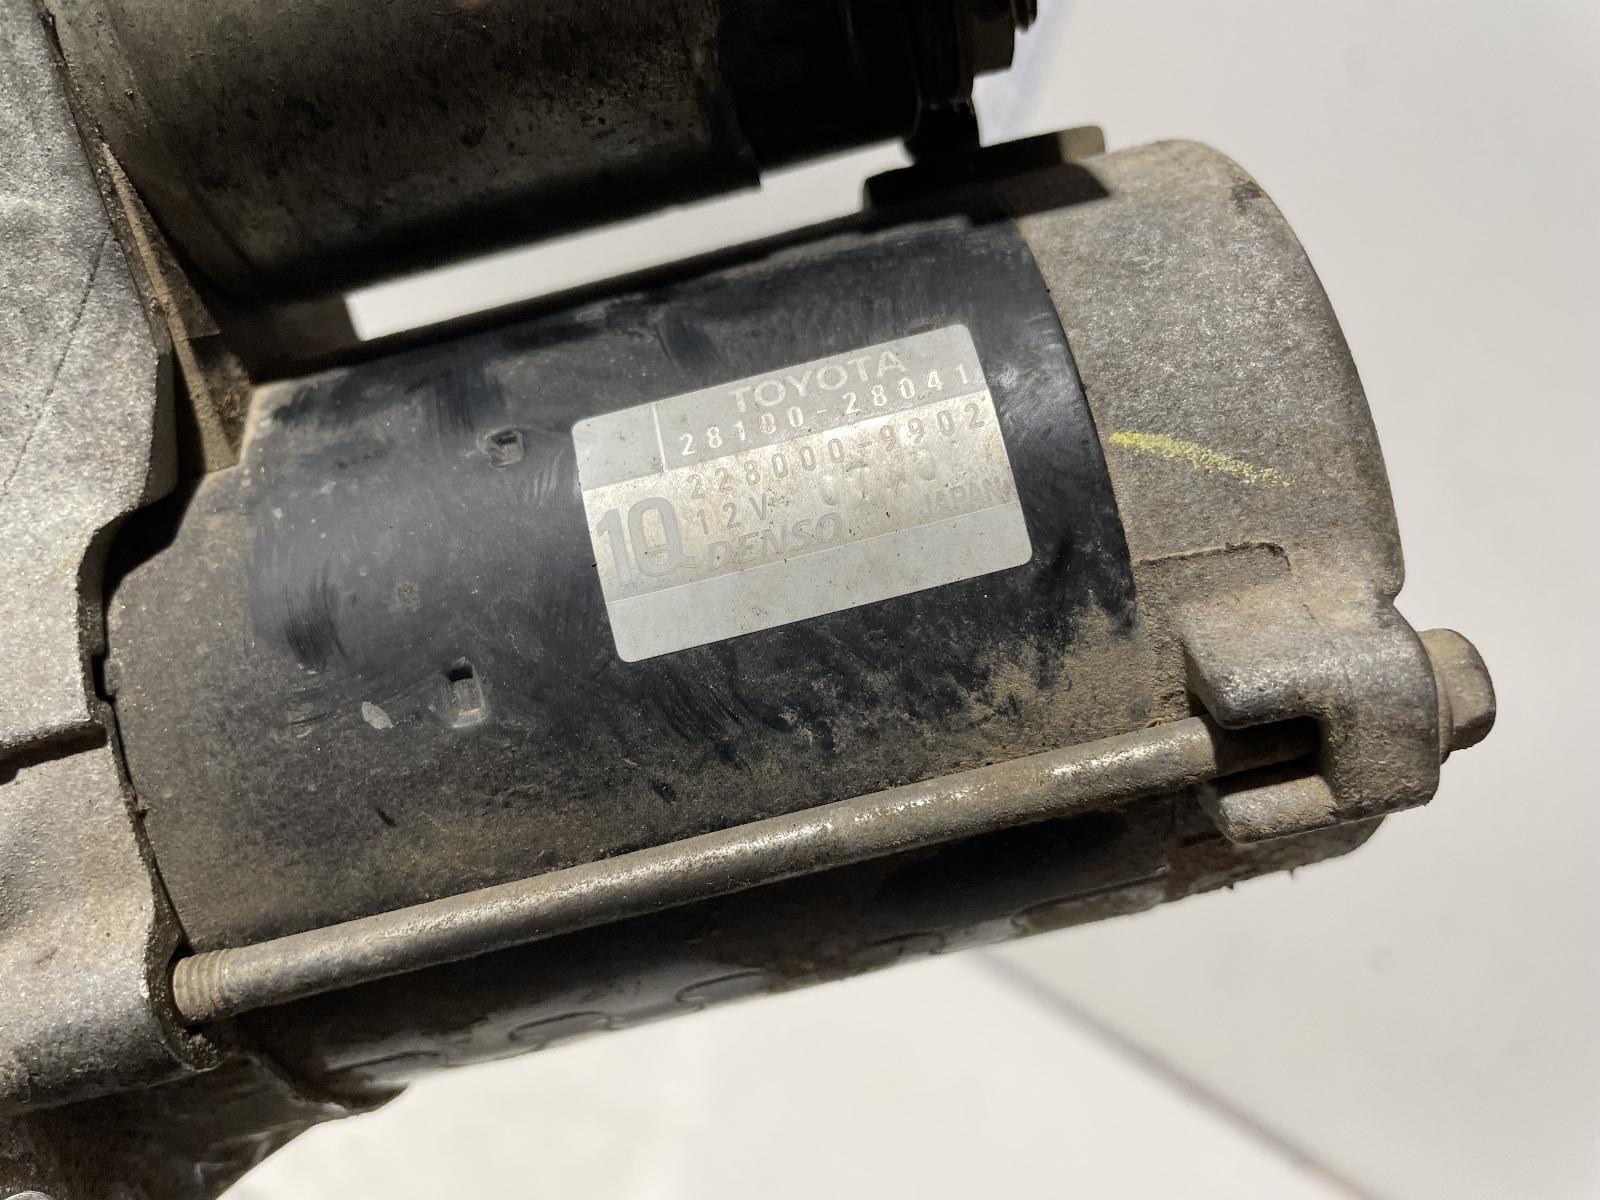 TOYOTA
28100-28041
228000-9902
12V
1Q
DENSO
JAPAN